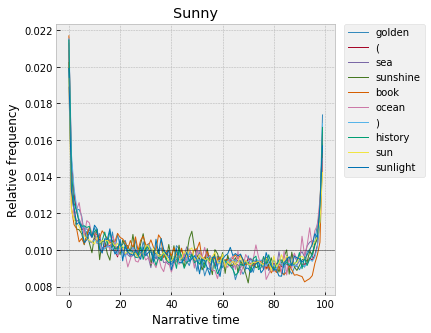 Sunny
0.022
0.020
0.018
0.016
0.014
0.012
0.010
0.008
Relative frequency
0
20
40
60
80
100
Narrative time
golden
(
sea
sunshine
book
ocean
)
history
sun
sunlight